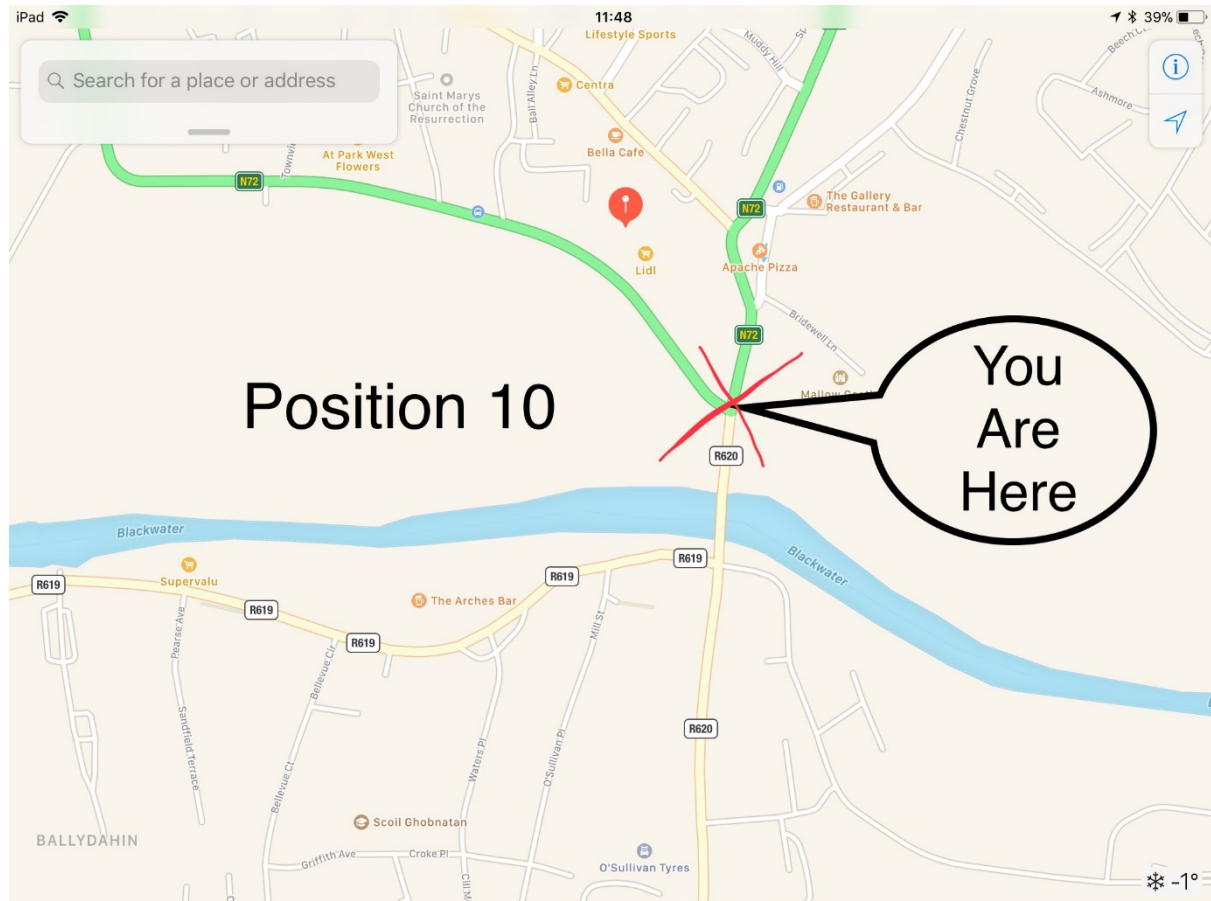 iPad
11:48
39%
Search for a place or address
Lifestyle Sports
Muddy Hill
Centra
Saint Marys
Church of the
Resurrection
Ball Alley Ln
Chestnut Grove
Ashmore
Bella Cafe
At Park West
Flowers
N72
The Gallery
Restaurant & Bar
N72
Lidl
Apache Pizza
Bridewell Ln
N72
You
Are
Here
Position 10
R620
Blackwater
Blackwater
R619
Supervalu
R619
R619
The Arches Bar
R619
R619
Mill St
Pearse Ave
Bellevue Cir
Sandfield Terrace
Waters Pl
O'Sullivan Pl
R620
Bellevue Ct
Scoil Ghobnatan
BALLYDAHIN
Griffith Ave
Croke Pl
O'Sullivan Tyres
-1°